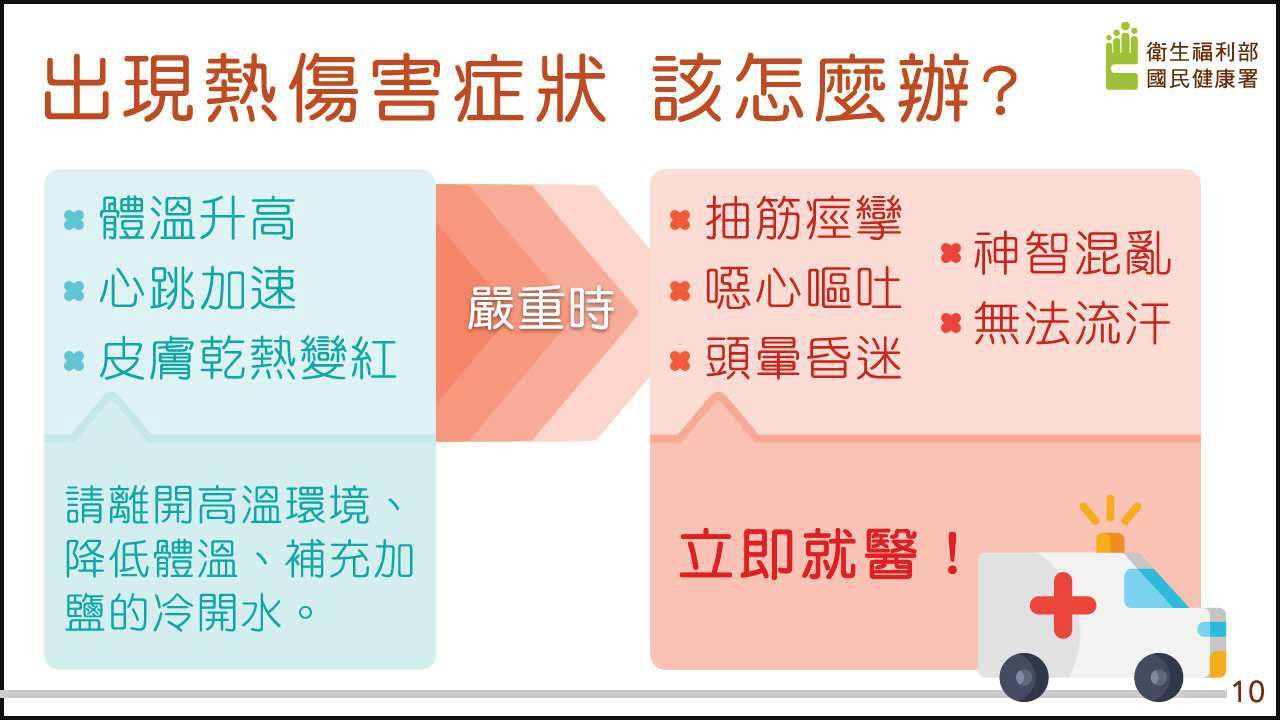 出現熱傷害症狀 該怎麼辦?
衛生福利部
國民健康署
體溫升高
心跳加速
皮膚乾熱變紅
嚴重時
抽筋痙攣
噁心嘔吐
頭暈昏迷
神智混亂
無法流汗
請離開高溫環境、
降低體溫、補充加
鹽的冷開水。
立即就醫！
10